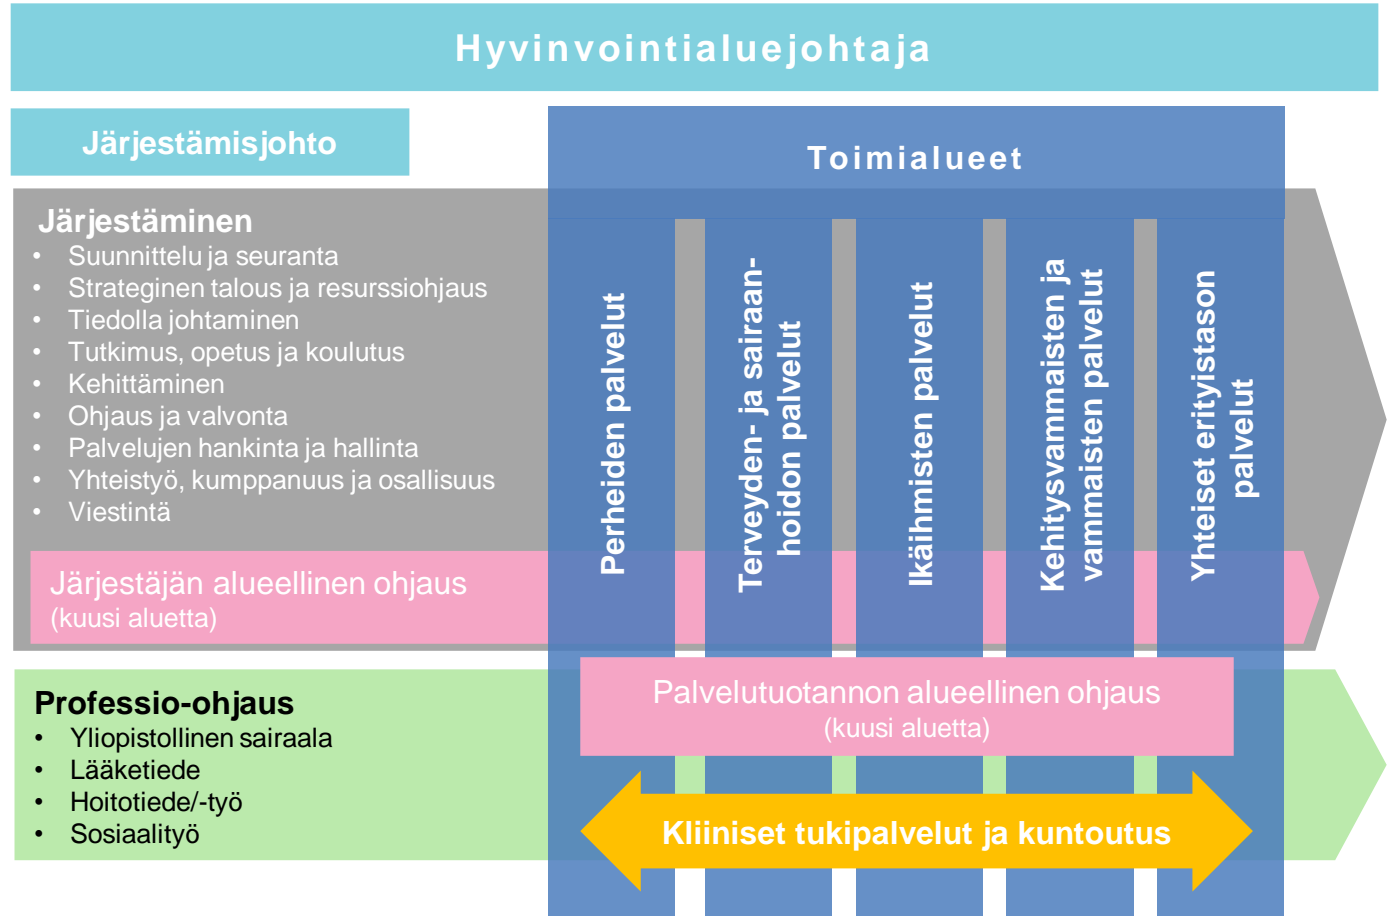 Hyvinvointialuejohtaja
Järjestämisjohto
Toimialueet
Järjestäminen
• Suunnittelu ja seuranta
• Strateginen talous ja resurssiohjaus
• Tiedolla johtaminen
• Tutkimus, opetus ja koulutus
• Kehittäminen
• Ohjaus ja valvonta
• Palvelujen hankinta ja hallinta
• Yhteistyö, kumppanuus ja osallisuus
• Viestintä
Järjestäjän alueellinen ohjaus
(kuusi aluetta)
Perheiden palvelut
Terveyden- ja sairaan-
hoidon palvelut
Ikäihmisten palvelut
Kehitysvammaisten ja
vammaisten palvelut
Yhteiset erityistason
palvelut
Professio-ohjaus
• Yliopistollinen sairaala
• Lääketiede
• Hoitotiede/-työ
• Sosiaalityö
Palvelutuotannon alueellinen ohjaus
(kuusi aluetta)
Kliiniset tukipalvelut ja kuntoutus